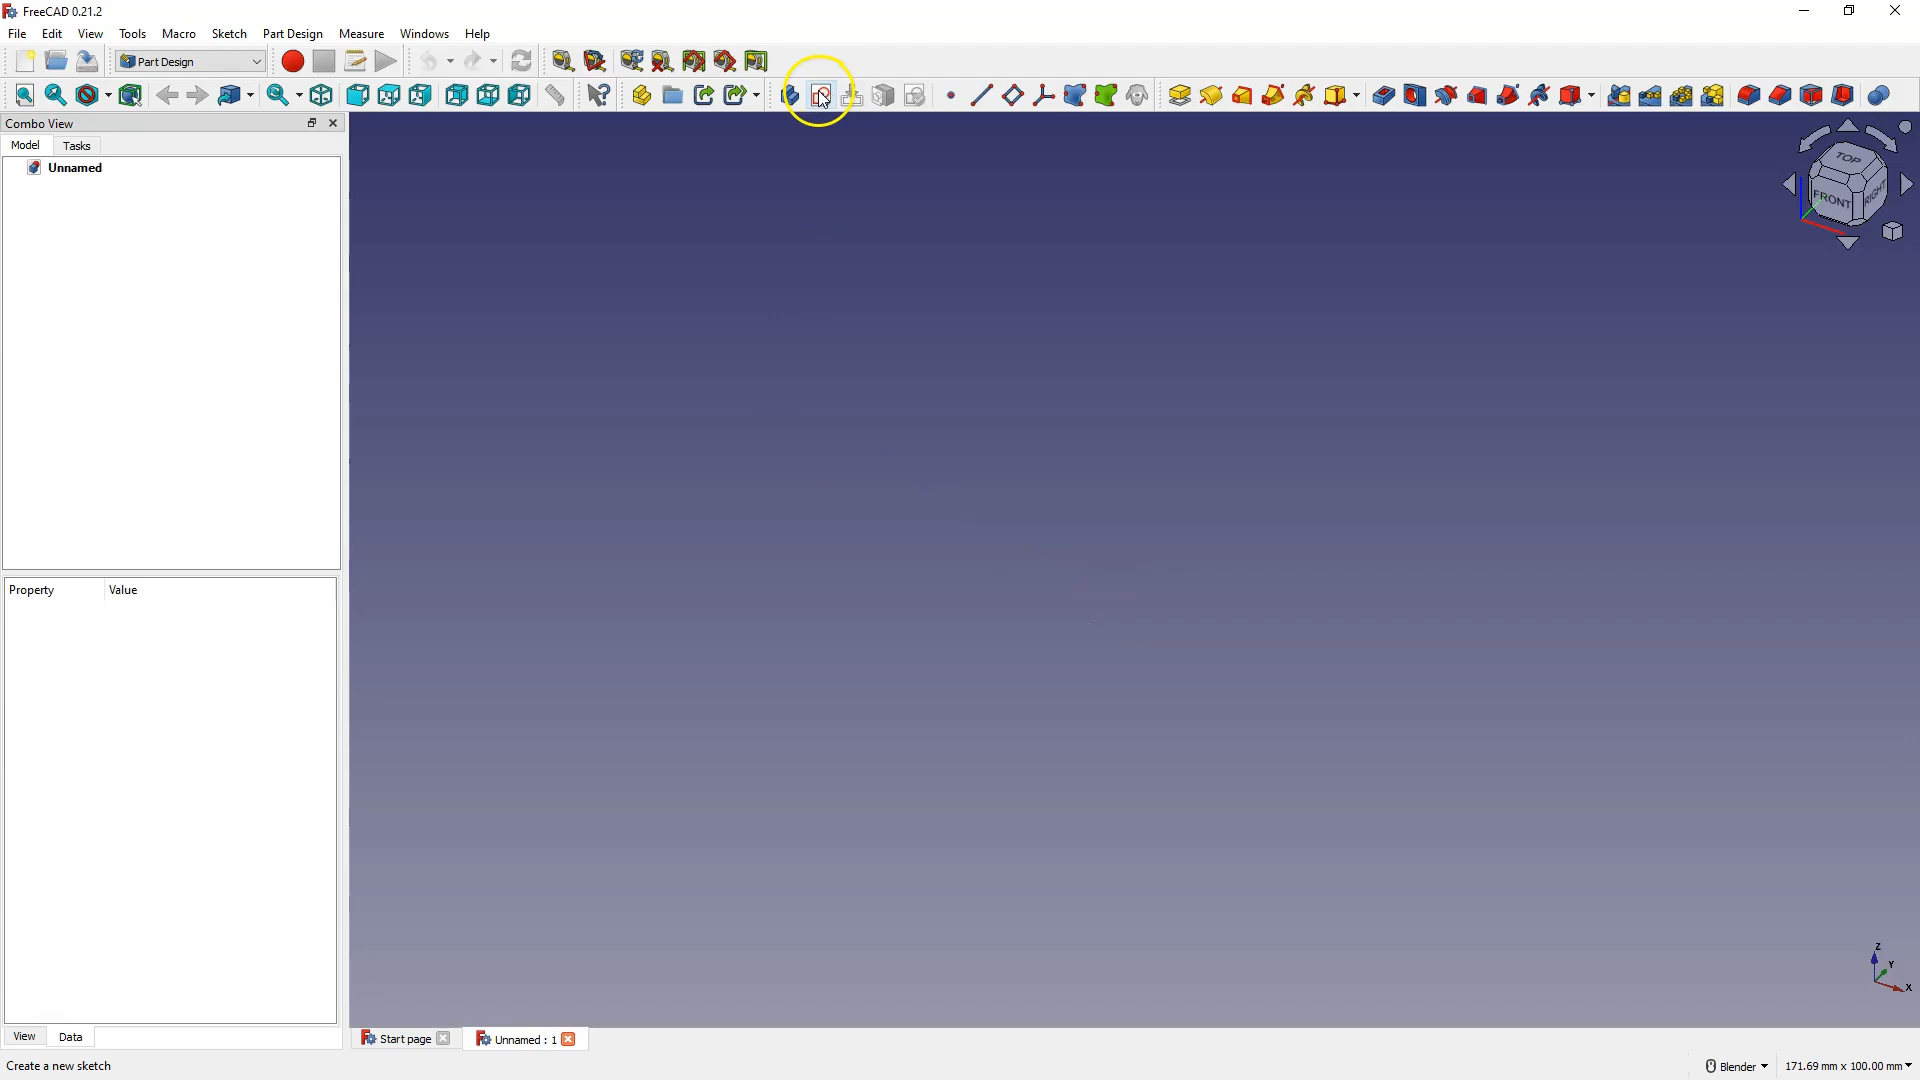 FreeCAD 0.21.2
File Edit View Tools Macro Sketch Part Design Measure Windows Help
Part Design
Combo View
Model Tasks
Unnamed
TOP
FRONT RIGHT
Property Value
Z
Y
X
View Data
Start page Unnamed : 1
Create a new sketch Blender 171.69 mm x 100.00 mm